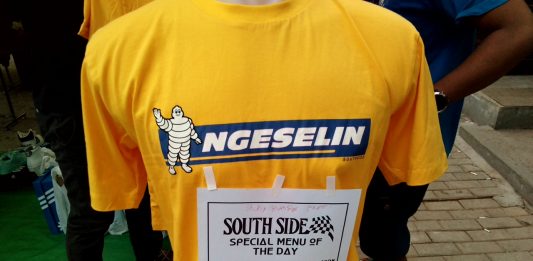 NGESELIN
SOUTH SIDE
SPECIAL MENU OF
THE DAY